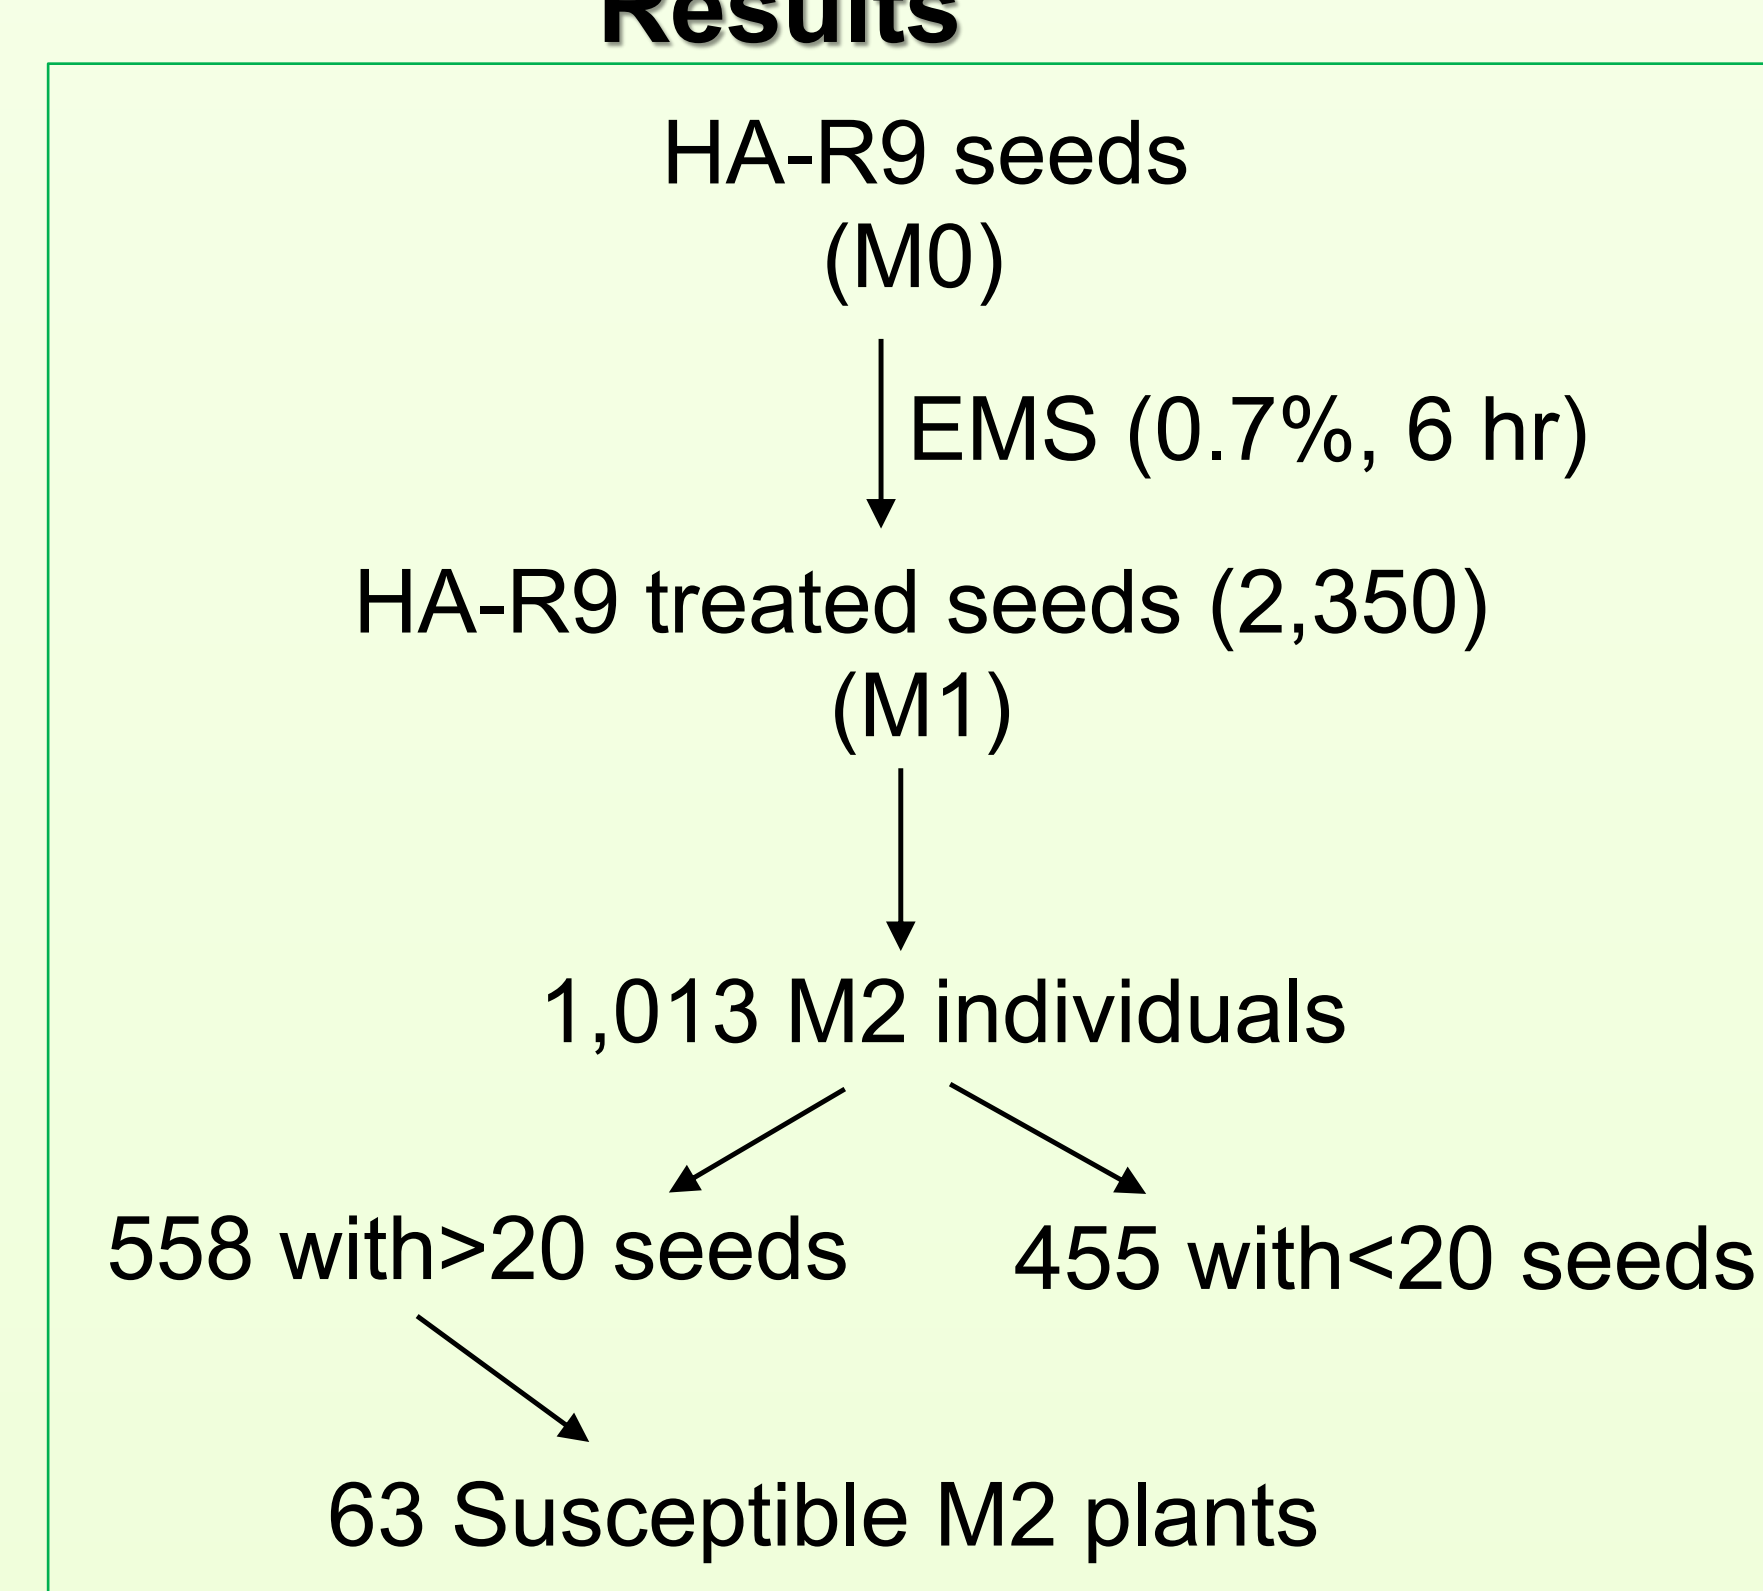 Results
HA-R9 seeds
(M0)
EMS (0.7%, 6 hr)
HA-R9 treated seeds (2,350)
(M1)
1,013 M2 individuals
558 with>20 seeds
455 with<20 seeds
63 Susceptible M2 plants